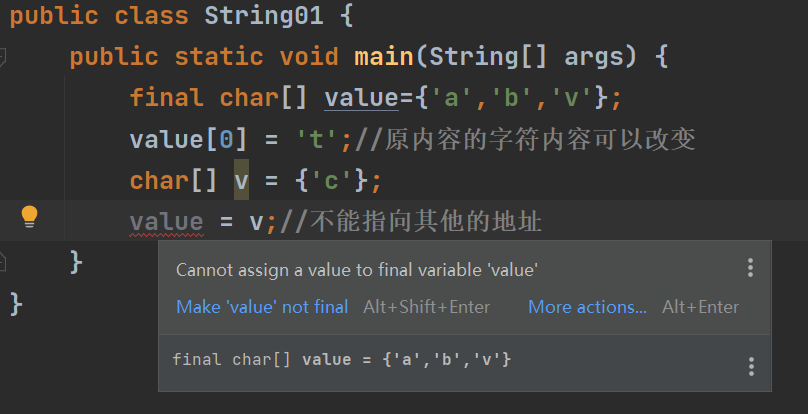 public class String01 {
public static void main(String[] args) {
final char[] value={'a','b','v'};
value[0] = 't';//原内容的字符内容可以改变
char[] v = {'c'};
value = v;//不能指向其他的地址
}
}
Cannot assign a value to final variable 'value'
Make 'value' not final Alt+Shift+Enter More actions... Alt+Enter
final char[] value = {'a','b','v'}